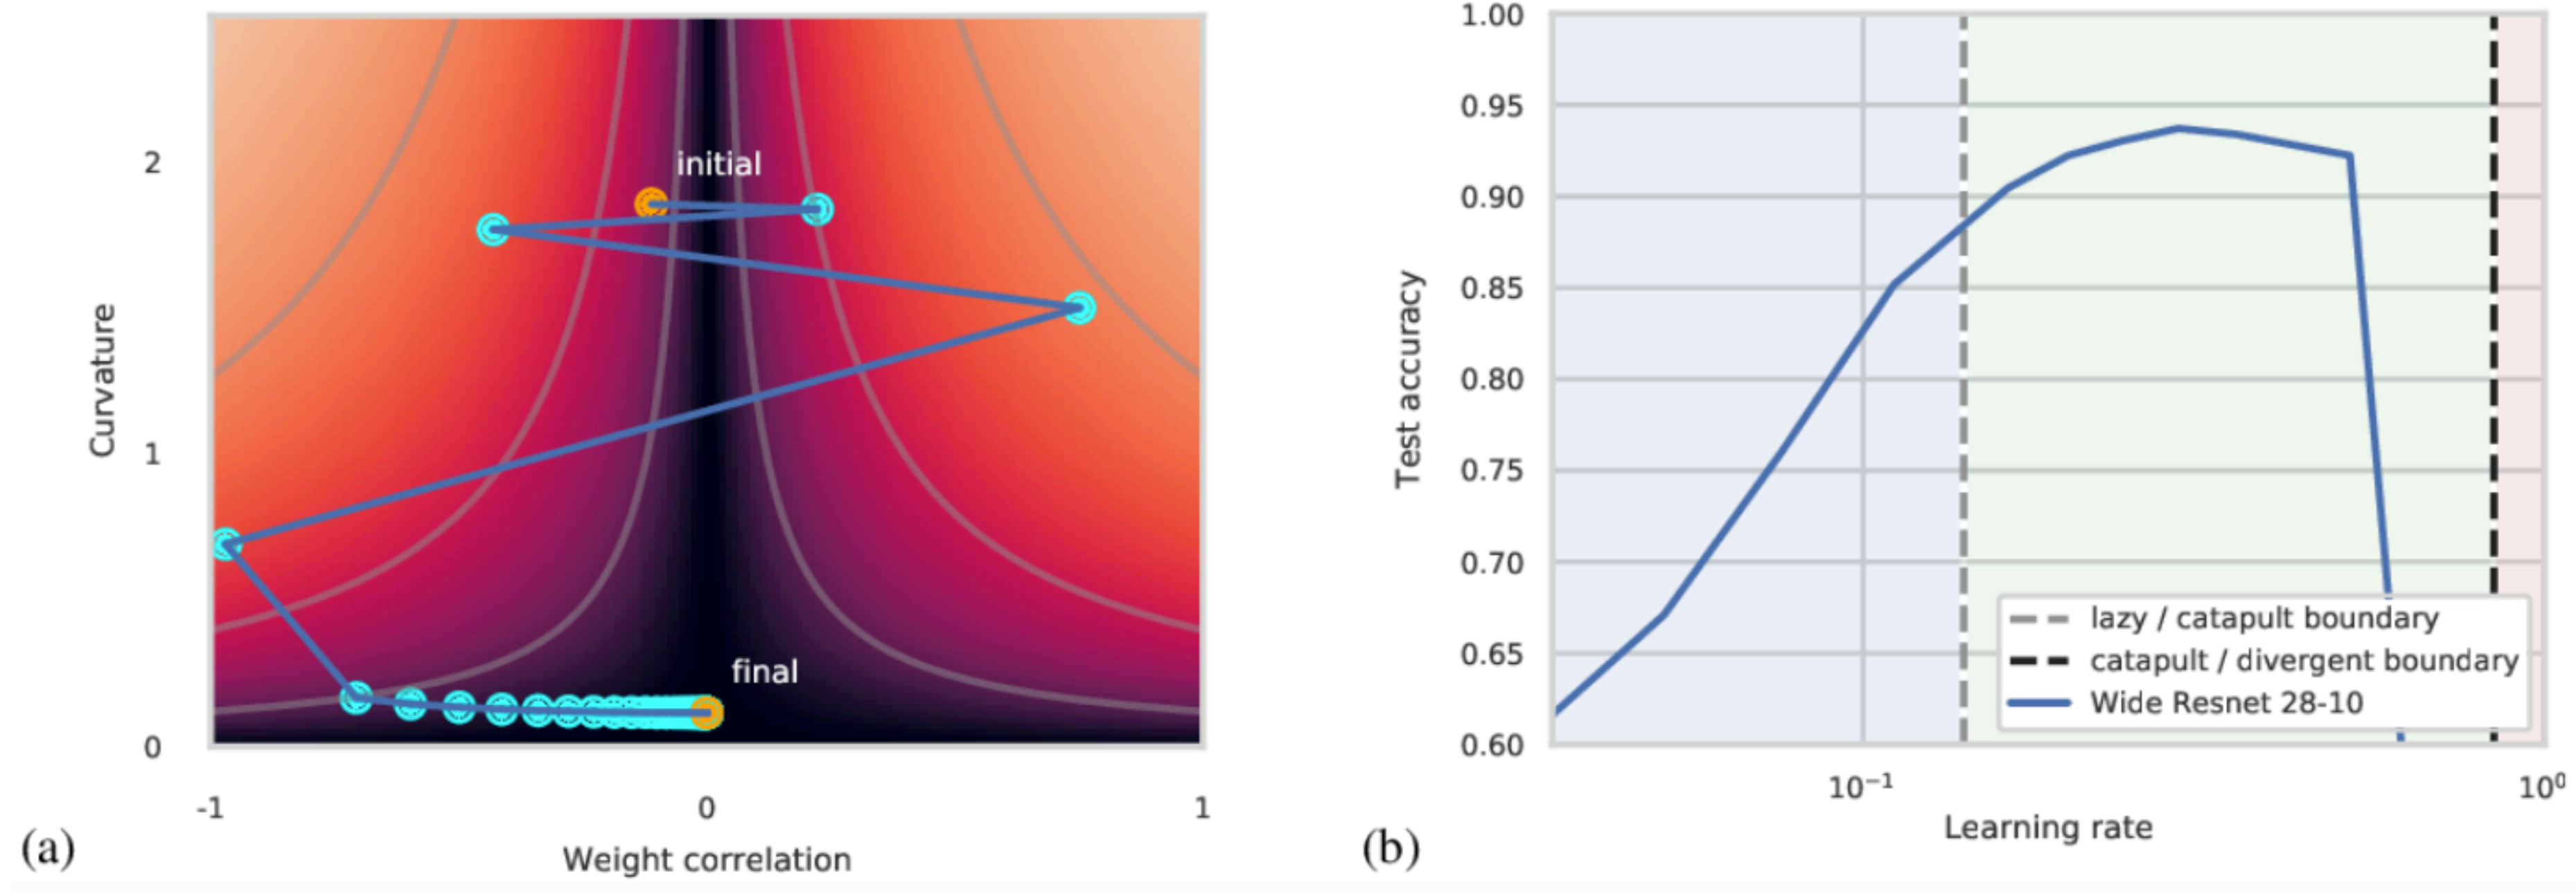 initial
final
Curvature
2
1
0
-1
0
1
Weight correlation
(a)
Test accuracy
1.00
0.95
0.90
0.85
0.80
0.75
0.70
0.65
0.60
lazy / catapult boundary
catapult / divergent boundary
Wide Resnet 28-10
10⁻¹
10⁰
Learning rate
(b)